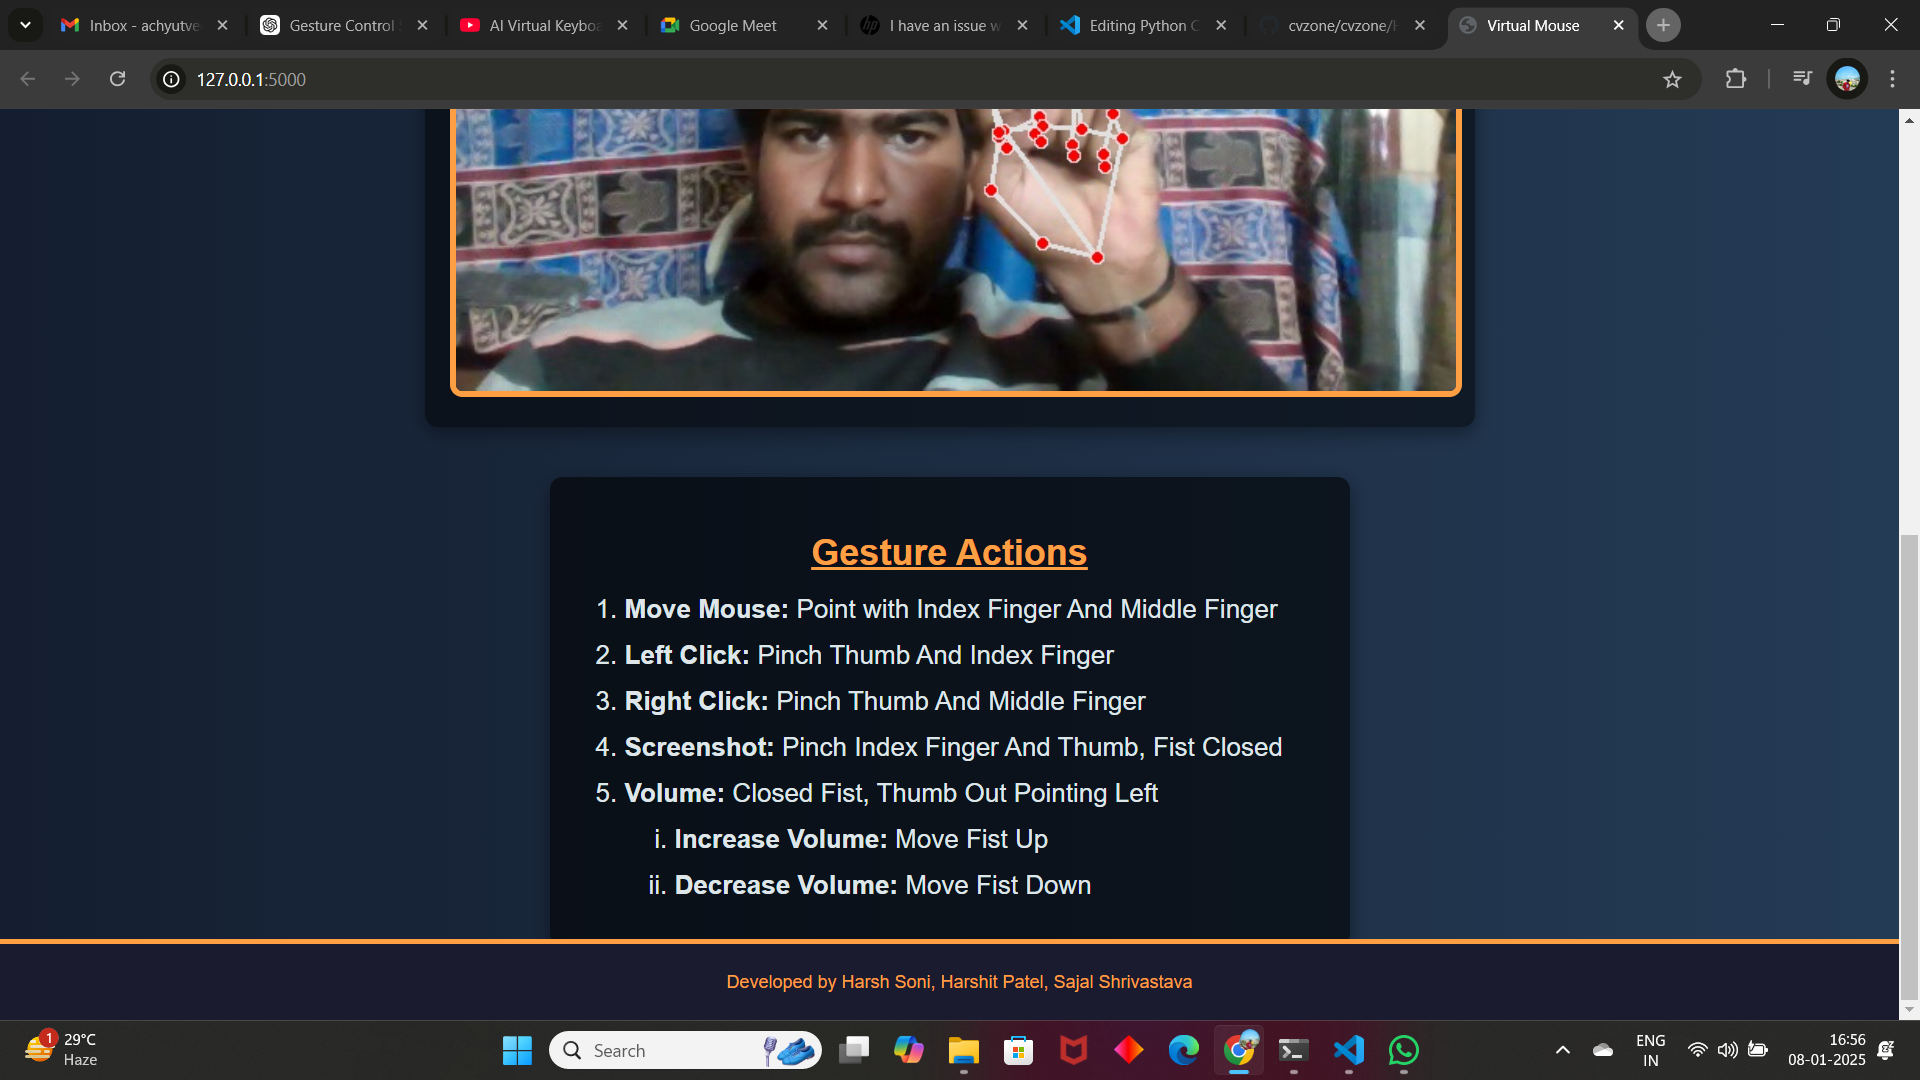 Inbox - achyutve
Gesture Control
AI Virtual Keyboa
Google Meet
I have an issue w
Editing Python C
cvzone/cvzone/H
Virtual Mouse
127.0.0.1:5000
Gesture Actions
1. Move Mouse: Point with Index Finger And Middle Finger
2. Left Click: Pinch Thumb And Index Finger
3. Right Click: Pinch Thumb And Middle Finger
4. Screenshot: Pinch Index Finger And Thumb, Fist Closed
5. Volume: Closed Fist, Thumb Out Pointing Left
i. Increase Volume: Move Fist Up
ii. Decrease Volume: Move Fist Down
Developed by Harsh Soni, Harshit Patel, Sajal Shrivastava
1
29°C
Haze
Search
ENG
IN
16:56
08-01-2025